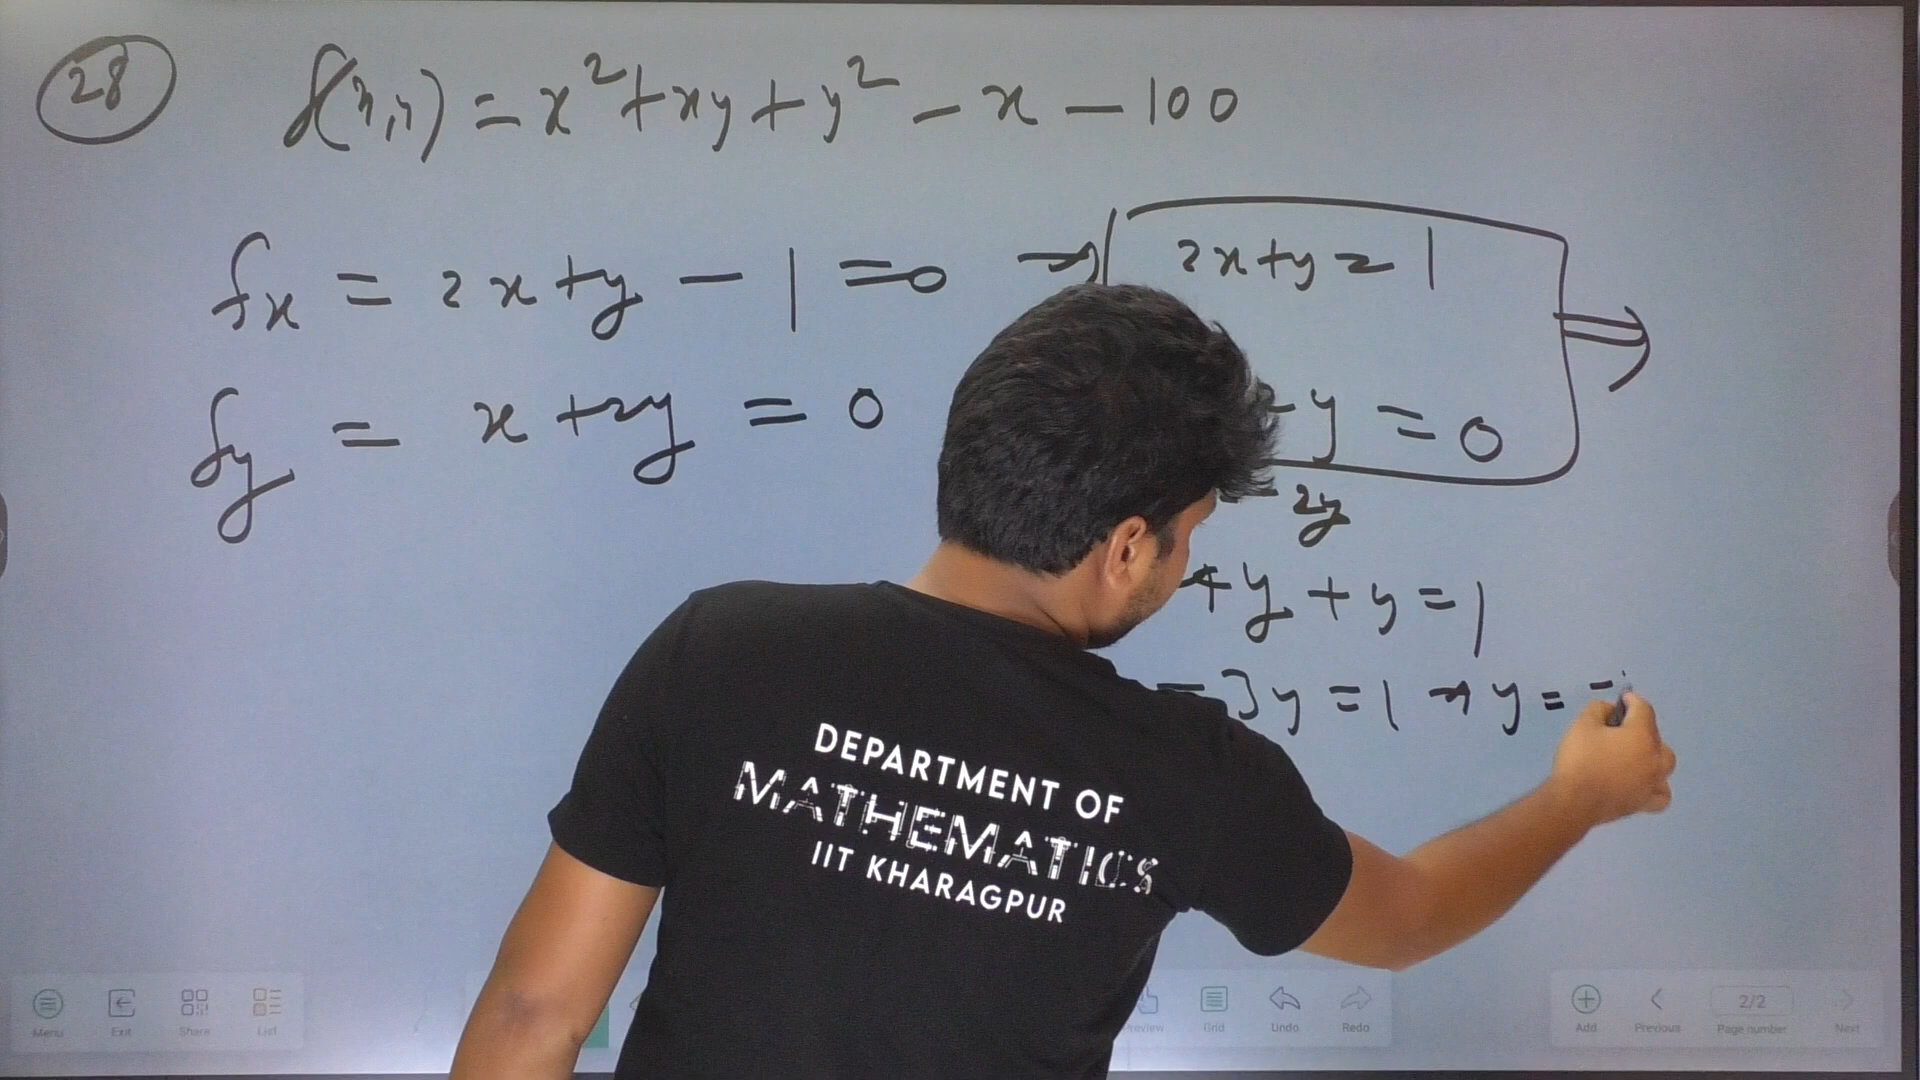 28 f(x,y) = x² + xy + y² - x - 100
fx = 2x + y - 1 = 0 → 2x + y = 1
fy = x + 2y = 0
- y = 0
⇒
- 2y
4y + y = 1
- 3y = 1 → y = -
DEPARTMENT OF
MATHEMATICS
IIT KHARAGPUR
Menu Exit Share List Grid Undo Redo Add Previous 2/2 Page number Next